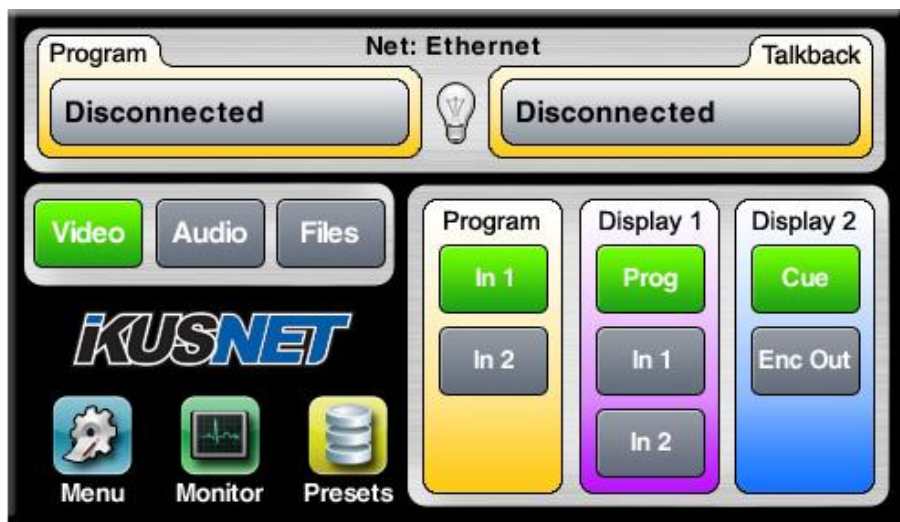 Program
Net: Ethernet
Talkback
Disconnected
Disconnected
Video
Audio
Files
iKUSNET
Menu
Monitor
Presets
Program
In 1
In 2
Display 1
Prog
In 1
In 2
Display 2
Cue
Enc Out